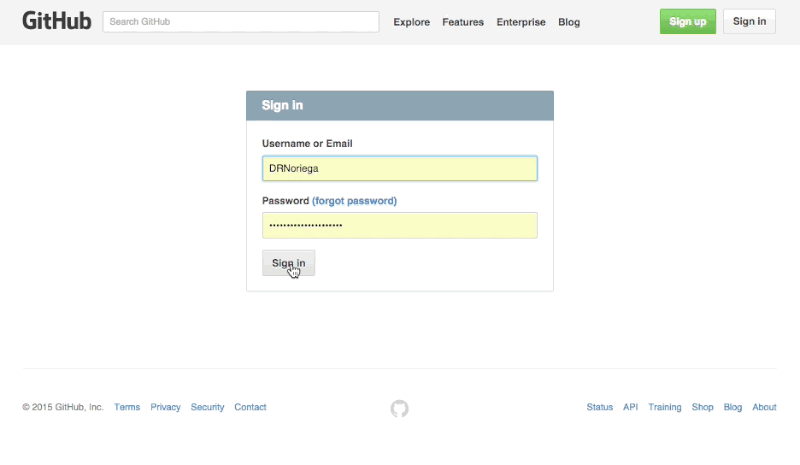 GitHub Search GitHub Explore Features Enterprise Blog Sign up Sign in
Sign in
Username or Email
DRNoriega
Password (forgot password)
•••••••••••••••••••••
Sign in
© 2015 GitHub, Inc. Terms Privacy Security Contact Status API Training Shop Blog About